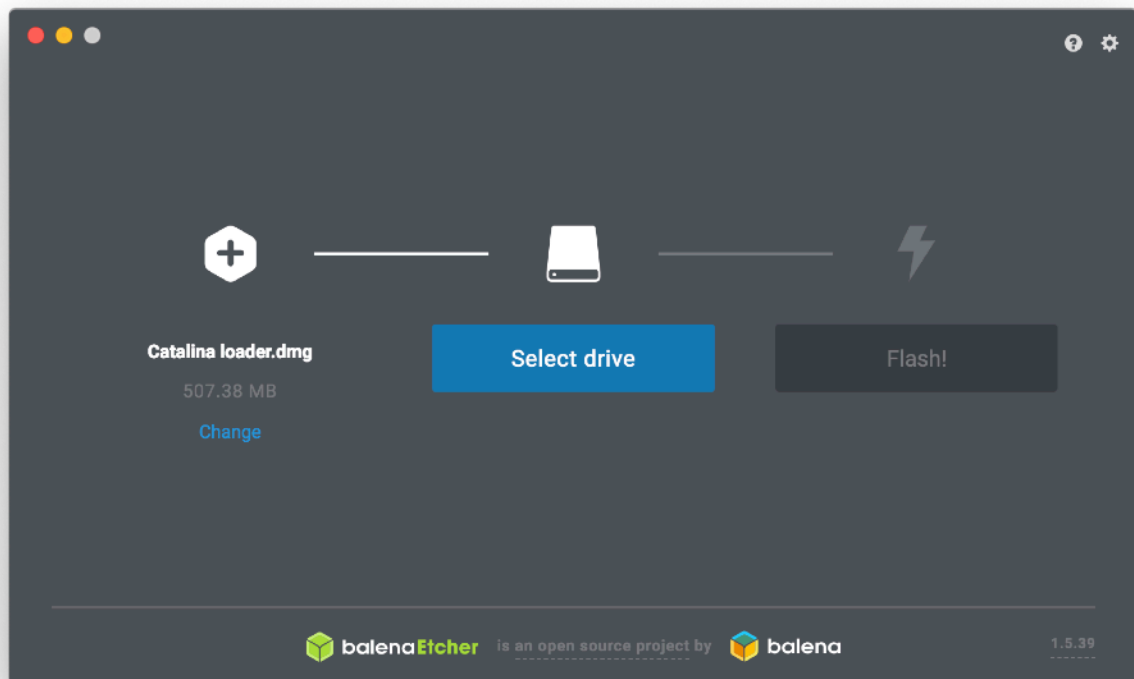 Catalina loader.dmg
507.38 MB
Change
Select drive
Flash!
balenaEtcher is an open source project by balena
1.5.39